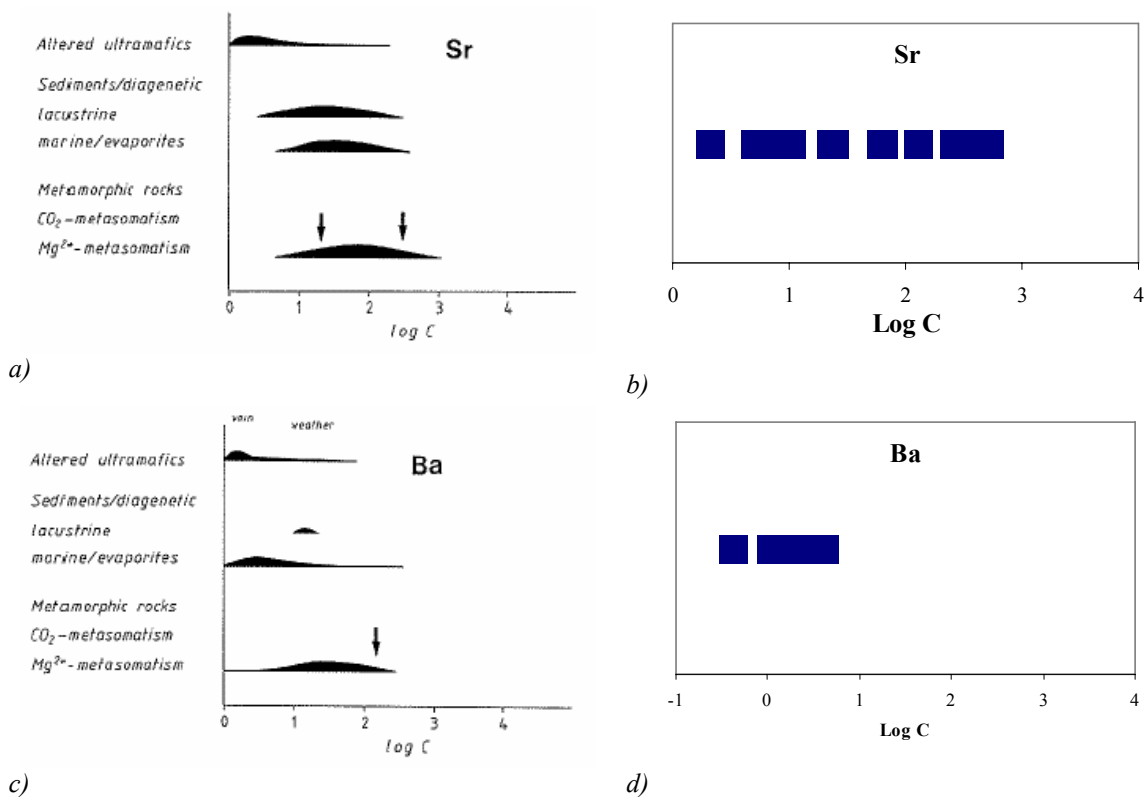 Altered ultramafics
Sr
Sediments/diagenetic
lacustrine
marine/evaporites
Metamorphic rocks
CO₂-metasomatism
Mg²⁺-metasomatism
0 1 2 3 4
log C
a)
Sr
0 1 2 3 4
Log C
b)
vein weather
Altered ultramafics
Ba
Sediments/diagenetic
lacustrine
marine/evaporites
Metamorphic rocks
CO₂-metasomatism
Mg²⁺-metasomatism
0 1 2 3 4
log C
c)
Ba
-1 0 1 2 3 4
Log C
d)